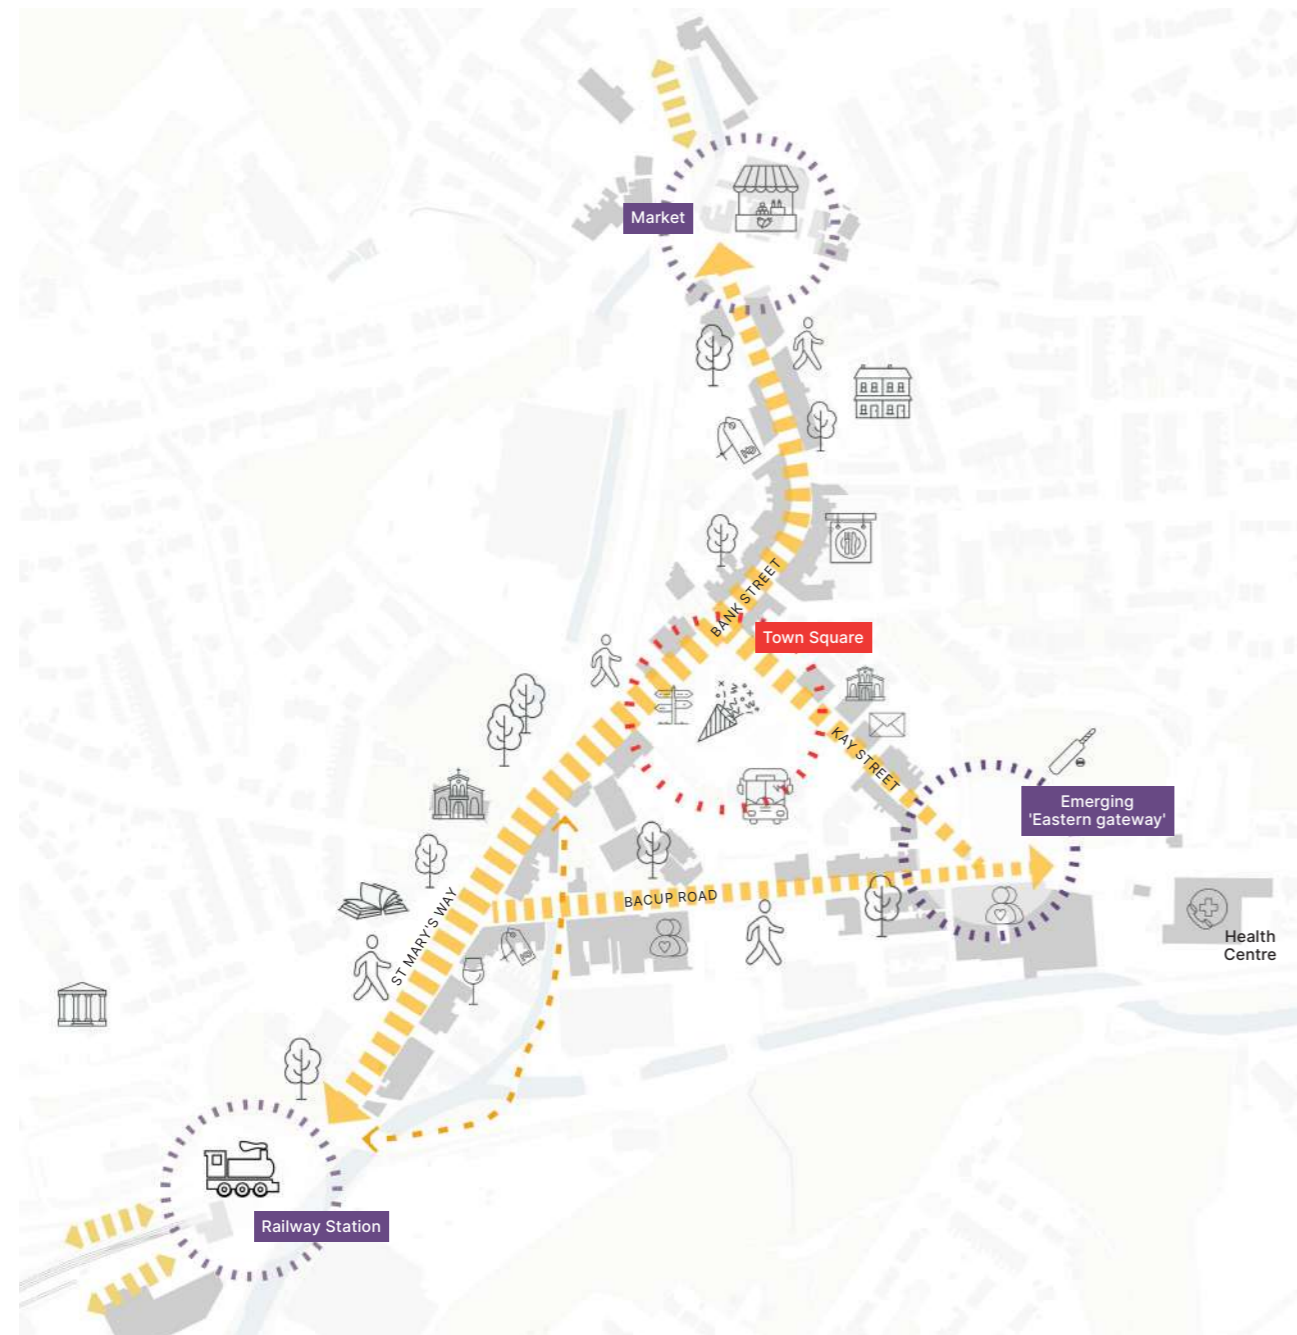 Market
BANK STREET
Town Square
KAY STREET
Emerging
'Eastern gateway'
BACUP ROAD
ST MARY'S WAY
Health
Centre
Railway Station